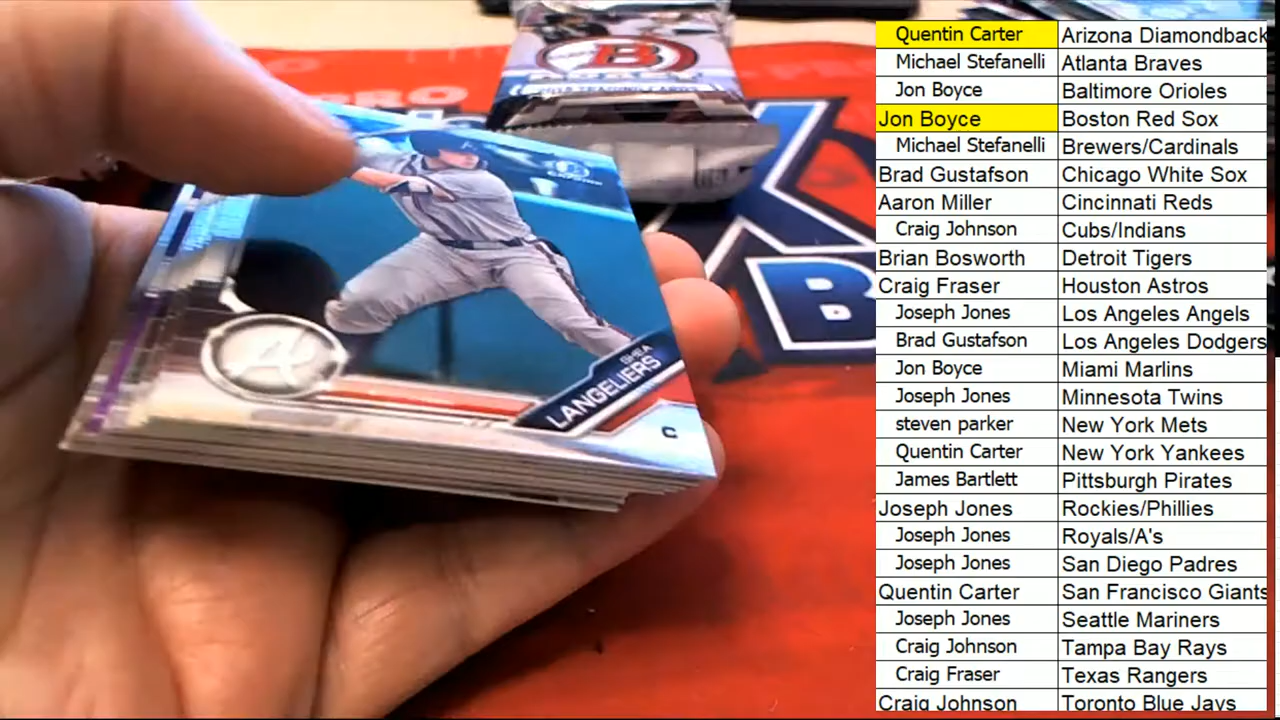 B
CHROME
SHEA
LANGELIERS
C
B
Quentin Carter Arizona Diamondback
Michael Stefanelli Atlanta Braves
Jon Boyce Baltimore Orioles
Jon Boyce Boston Red Sox
Michael Stefanelli Brewers/Cardinals
Brad Gustafson Chicago White Sox
Aaron Miller Cincinnati Reds
Craig Johnson Cubs/Indians
Brian Bosworth Detroit Tigers
Craig Fraser Houston Astros
Joseph Jones Los Angeles Angels
Brad Gustafson Los Angeles Dodgers
Jon Boyce Miami Marlins
Joseph Jones Minnesota Twins
steven parker New York Mets
Quentin Carter New York Yankees
James Bartlett Pittsburgh Pirates
Joseph Jones Rockies/Phillies
Joseph Jones Royals/A's
Joseph Jones San Diego Padres
Quentin Carter San Francisco Giants
Joseph Jones Seattle Mariners
Craig Johnson Tampa Bay Rays
Craig Fraser Texas Rangers
Craig Johnson Toronto Blue Jays